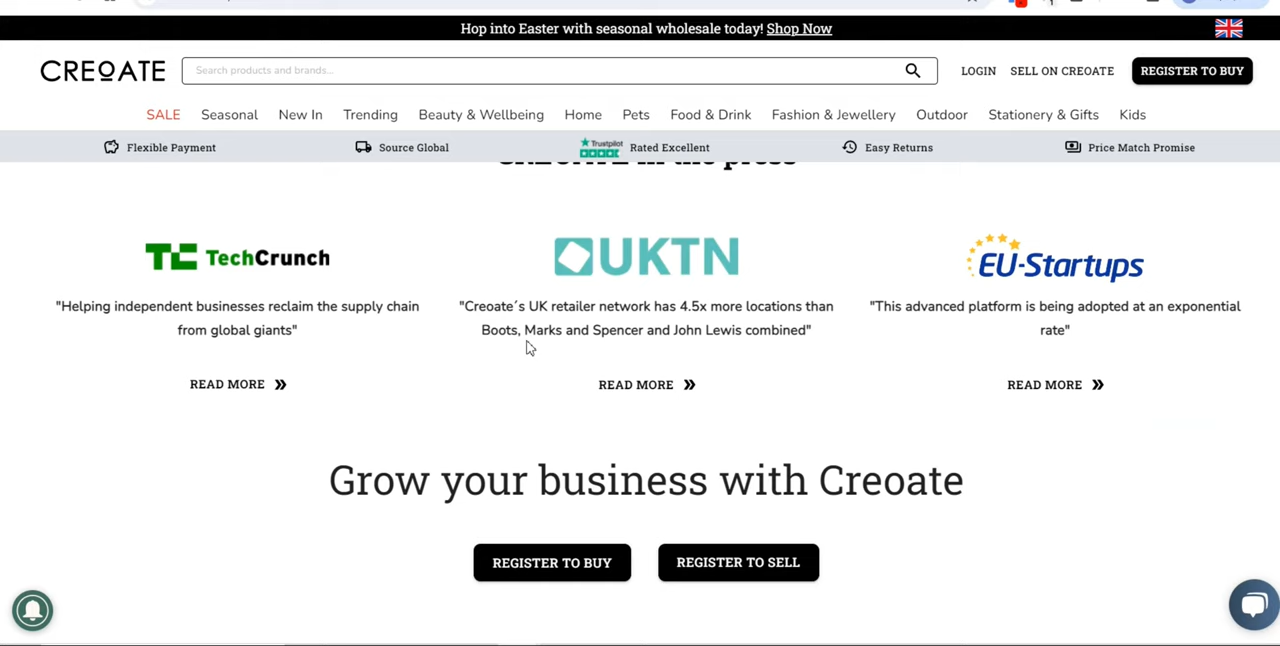 Hop into Easter with seasonal wholesale today! Shop Now
CREOATE
Search products and brands...
LOGIN
SELL ON CREOATE
REGISTER TO BUY
SALE
Seasonal
New In
Trending
Beauty & Wellbeing
Home
Pets
Food & Drink
Fashion & Jewellery
Outdoor
Stationery & Gifts
Kids
Flexible Payment
Source Global
Trustpilot
Rated Excellent
Easy Returns
Price Match Promise
CREOATE in the press
TC TechCrunch
"Helping independent businesses reclaim the supply chain
from global giants"
READ MORE
UKTN
"Creoate´s UK retailer network has 4.5x more locations than
Boots, Marks and Spencer and John Lewis combined"
READ MORE
EU-Startups
"This advanced platform is being adopted at an exponential
rate"
READ MORE
Grow your business with Creoate
REGISTER TO BUY
REGISTER TO SELL